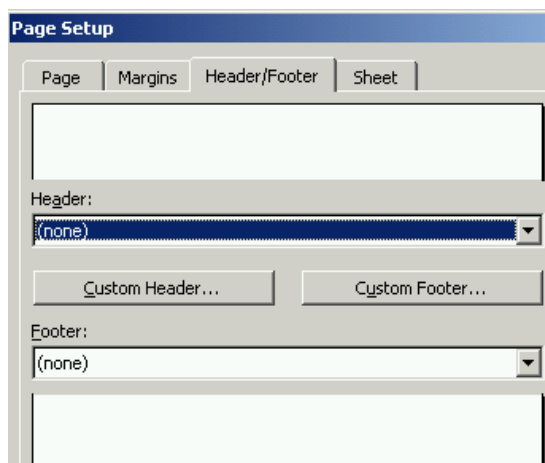 Page Setup
Page Margins Header/Footer Sheet
Header:
(none)
Custom Header... Custom Footer...
Footer:
(none)